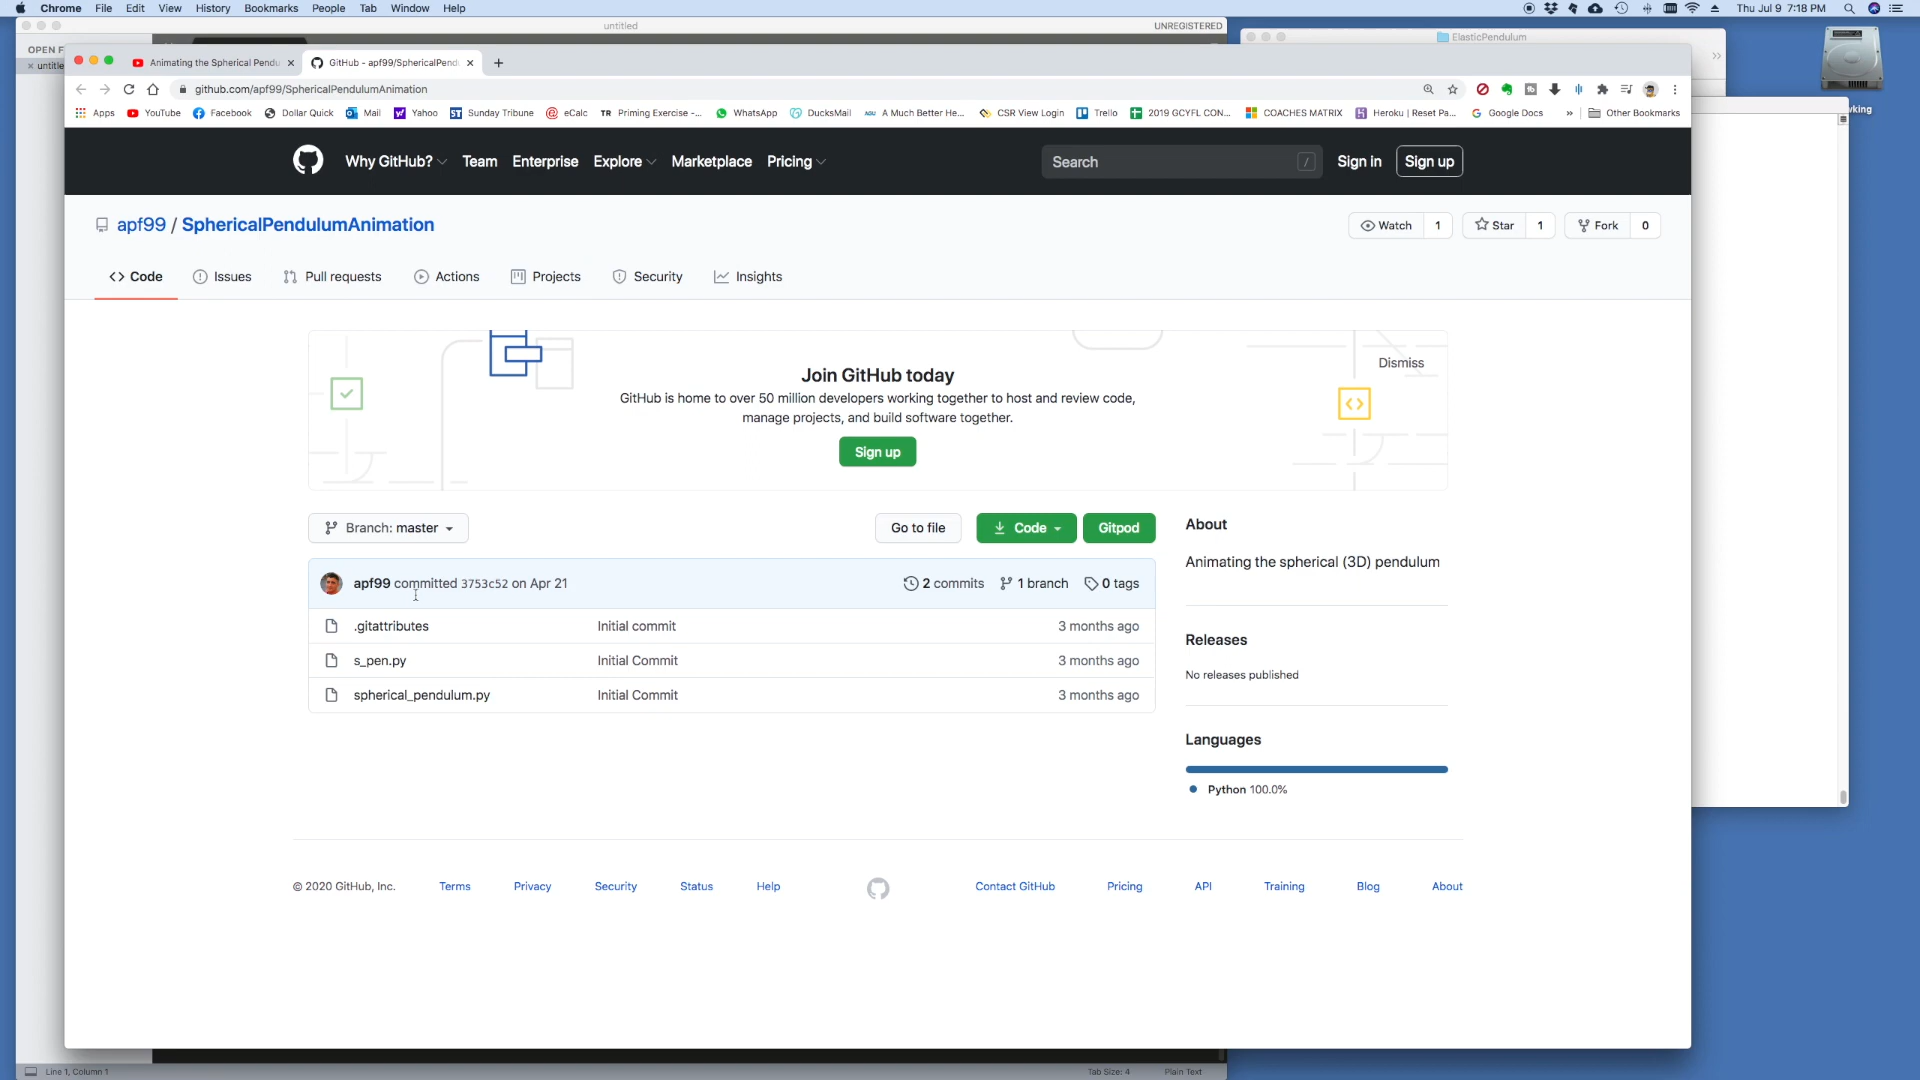 Chrome File Edit View History Bookmarks People Tab Window Help
Thu Jul 9 7:18 PM
untitled
UNREGISTERED
ElasticPendulum
OPEN F
untitle
Animating the Spherical Pendu
GitHub - apf99/SphericalPendu
github.com/apf99/SphericalPendulumAnimation
Apps YouTube Facebook Dollar Quick Mail Yahoo Sunday Tribune eCalc Priming Exercise -... WhatsApp DucksMail A Much Better He... CSR View Login Trello 2019 GCYFL CON... COACHES MATRIX Heroku | Reset Pa... Google Docs » Other Bookmarks
Why GitHub? Team Enterprise Explore Marketplace Pricing
Search /
Sign in Sign up
apf99 / SphericalPendulumAnimation
Watch 1 Star 1 Fork 0
Code Issues Pull requests Actions Projects Security Insights
Join GitHub today
Dismiss
GitHub is home to over 50 million developers working together to host and review code,
manage projects, and build software together.
Sign up
Branch: master
Go to file Code Gitpod
apf99 committed 3753c52 on Apr 21
2 commits 1 branch 0 tags
.gitattributes Initial commit 3 months ago
s_pen.py Initial Commit 3 months ago
spherical_pendulum.py Initial Commit 3 months ago
About
Animating the spherical (3D) pendulum
Releases
No releases published
Languages
Python 100.0%
© 2020 GitHub, Inc. Terms Privacy Security Status Help Contact GitHub Pricing API Training Blog About
Line 1, Column 1
Tab Size: 4 Plain Text